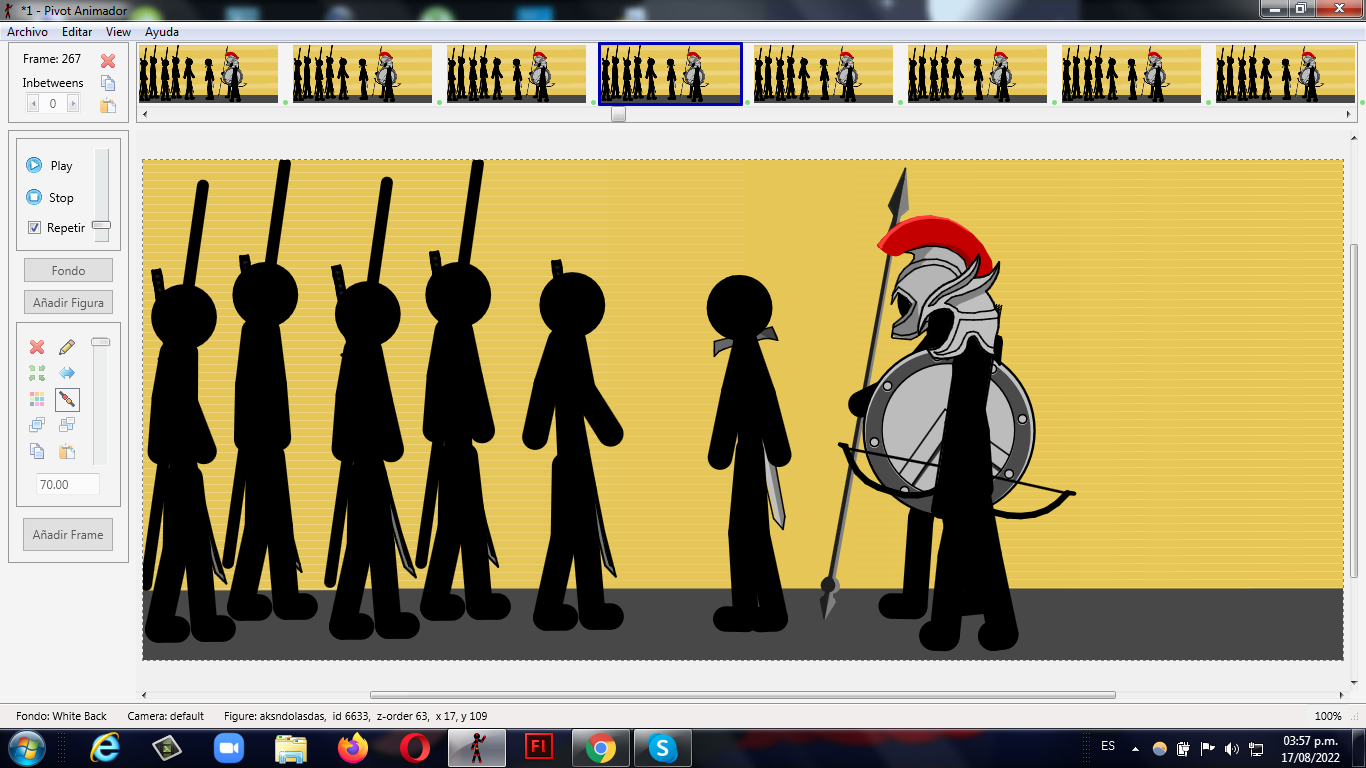 *1 - Pivot Animador
Archivo Editar View Ayuda
Frame: 267
Inbetweens
0
Play
Stop
Repetir
Fondo
Añadir Figura
70.00
Añadir Frame
Fondo: White Back Camera: default Figure: aksndolasdas, id 6633, z-order 63, x 17, y 109 100%
Fl
ES
03:57 p.m.
17/08/2022